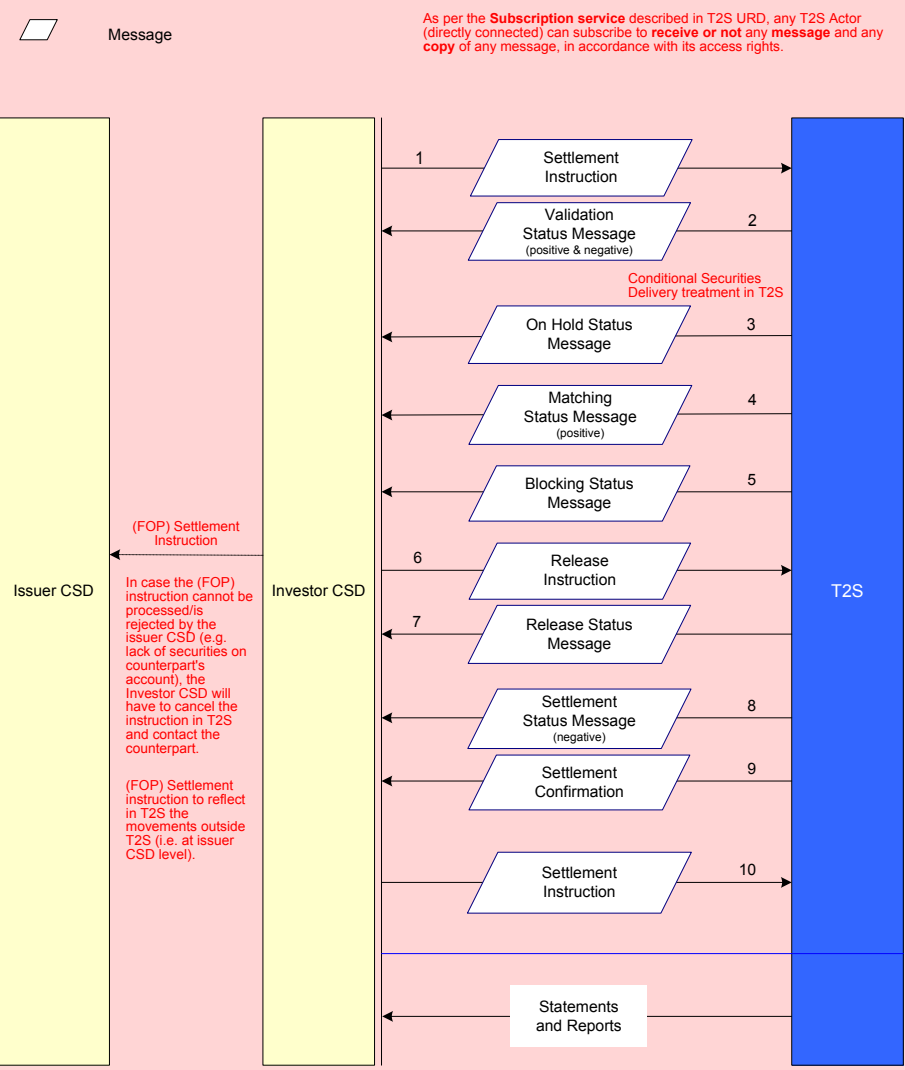 Message
As per the Subscription service described in T2S URD, any T2S Actor
(directly connected) can subscribe to receive or not any message and any
copy of any message, in accordance with its access rights.
1
Settlement
Instruction
Validation
Status Message
(positive & negative)
2
Conditional Securities
Delivery treatment in T2S
On Hold Status
Message
3
Matching
Status Message
(positive)
4
Blocking Status
Message
5
(FOP) Settlement
Instruction
6
Release
Instruction
Issuer CSD
Investor CSD
T2S
In case the (FOP)
instruction cannot be
processed/is
rejected by the
issuer CSD (e.g.
lack of securities on
counterpart's
account), the
Investor CSD will
have to cancel the
instruction in T2S
and contact the
counterpart.
7
Release Status
Message
Settlement
Status Message
(negative)
8
Settlement
Confirmation
9
(FOP) Settlement
instruction to reflect
in T2S the
movements outside
T2S (i.e. at issuer
CSD level).
Settlement
Instruction
10
Statements
and Reports